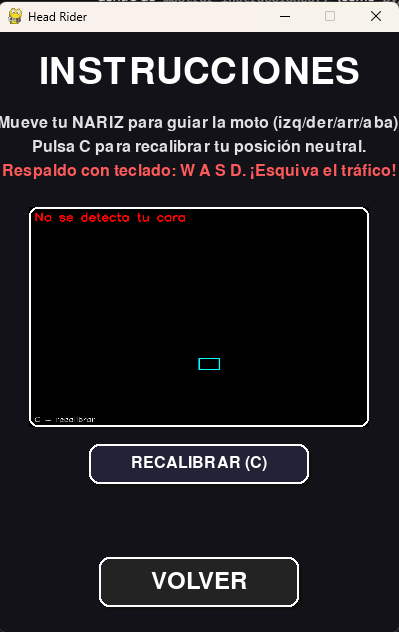 Head Rider
INSTRUCCIONES
Mueve tu NARIZ para guiar la moto (izq/der/arr/aba)
Pulsa C para recalibrar tu posición neutral.
Respaldo con teclado: W A S D. ¡Esquiva el tráfico!
No se detecta tu cara
C - recalibrar
RECALIBRAR (C)
VOLVER